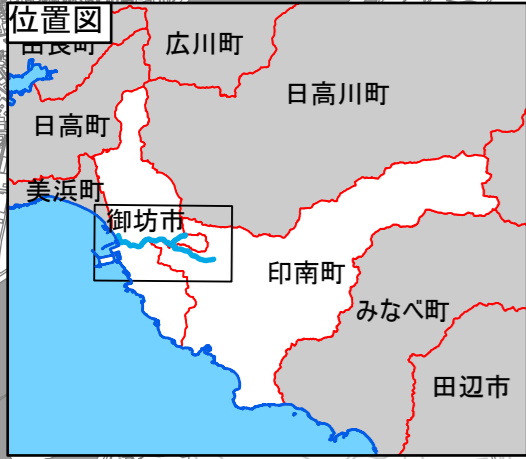 位置図
由良町
広川町
日高川町
日高町
美浜町
御坊市
印南町
みなべ町
田辺市